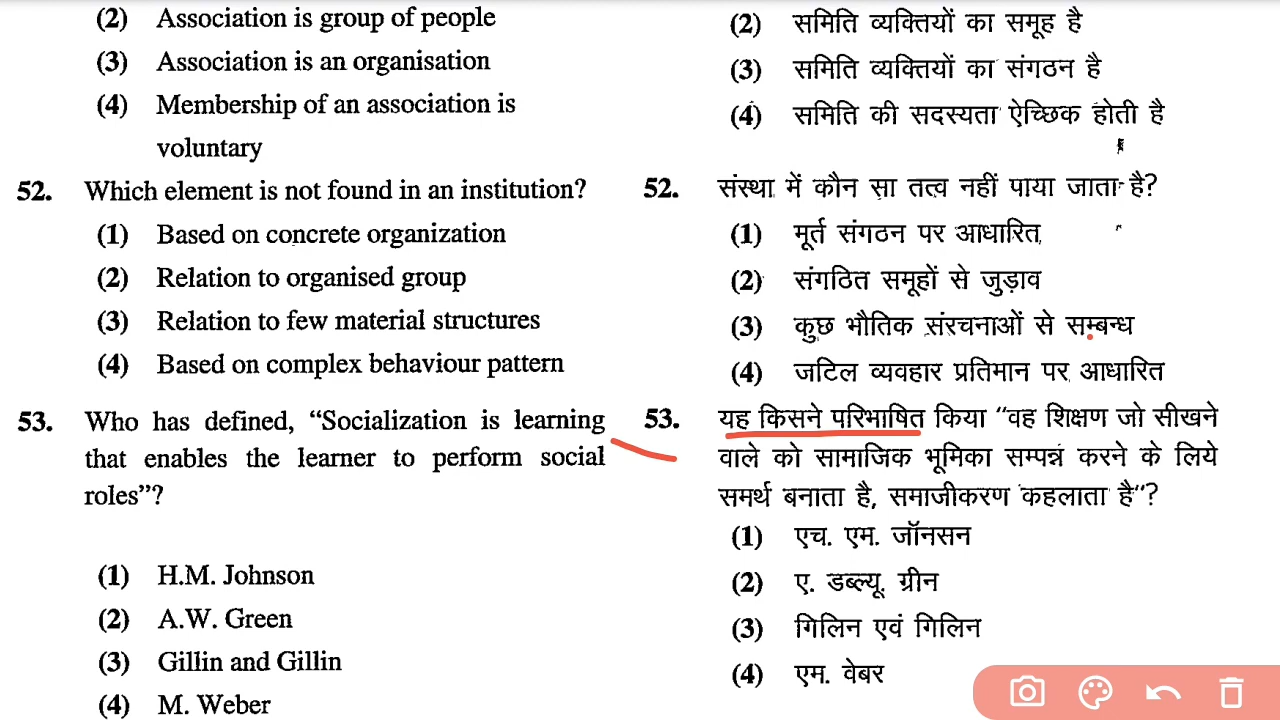 (2) Association is group of people
(3) Association is an organisation
(4) Membership of an association is
voluntary
52. Which element is not found in an institution?
(1) Based on concrete organization
(2) Relation to organised group
(3) Relation to few material structures
(4) Based on complex behaviour pattern
53. Who has defined, “Socialization is learning
that enables the learner to perform social
roles”?
(1) H.M. Johnson
(2) A.W. Green
(3) Gillin and Gillin
(4) M. Weber
(2) समिति व्यक्तियों का समूह है
(3) समिति व्यक्तियों का संगठन है
(4) समिति की सदस्यता ऐच्छिक होती है
52. संस्था में कौन सा तत्व नहीं पाया जाता है?
(1) मूर्त संगठन पर आधारित
(2) संगठित समूहों से जुड़ाव
(3) कुछ भौतिक संरचनाओं से सम्बन्ध
(4) जटिल व्यवहार प्रतिमान पर आधारित
53. यह किसने परिभाषित किया “वह शिक्षण जो सीखने
वाले को सामाजिक भूमिका सम्पन्न करने के लिये
समर्थ बनाता है, समाजीकरण कहलाता है”?
(1) एच. एम. जॉनसन
(2) ए. डब्ल्यू. ग्रीन
(3) गिलिन एवं गिलिन
(4) एम. वेबर